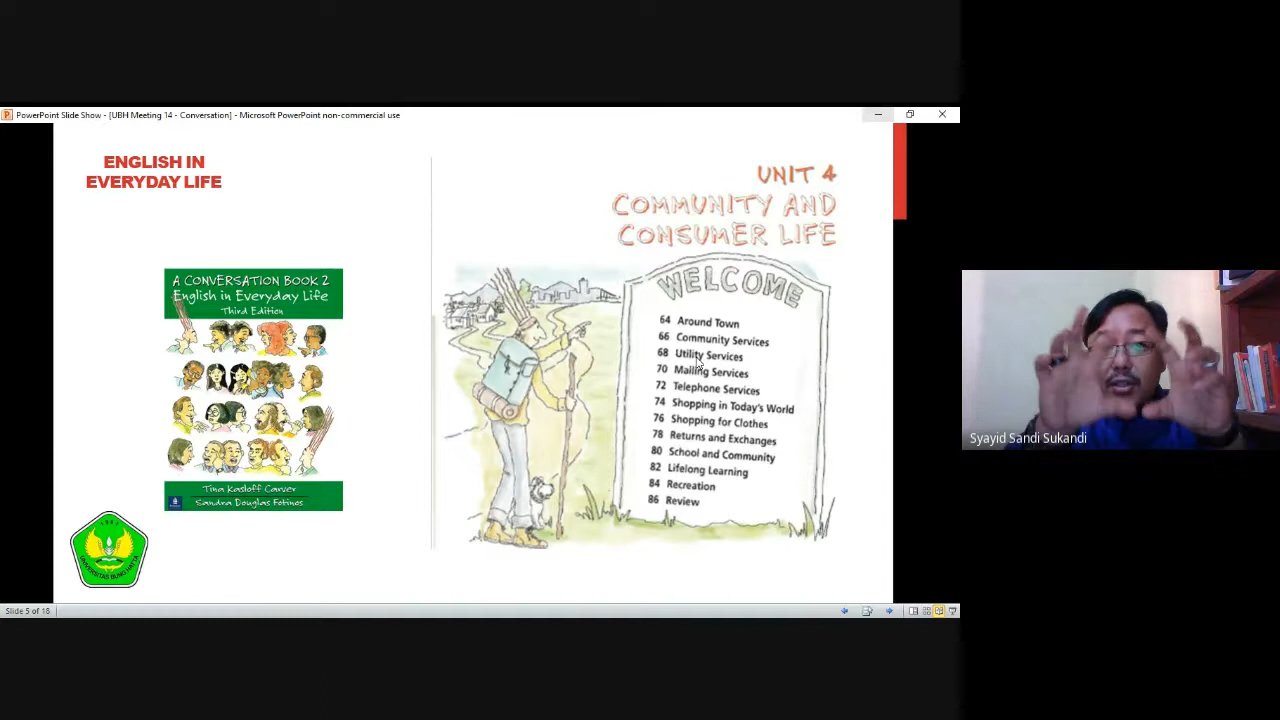 PowerPoint Slide Show - [UBH Meeting 14 - Conversation] - Microsoft PowerPoint non-commercial use
ENGLISH IN
EVERYDAY LIFE
A CONVERSATION BOOK 2
English in Everyday Life
Third Edition
Tina Kasloff Carver
Sandra Douglas Fotinos
1981
UNIVERSITAS BUNG HATTA
UNIT 4
COMMUNITY AND
CONSUMER LIFE
WELCOME
64 Around Town
66 Community Services
68 Utility Services
70 Mailing Services
72 Telephone Services
74 Shopping in Today's World
76 Shopping for Clothes
78 Returns and Exchanges
80 School and Community
82 Lifelong Learning
84 Recreation
86 Review
Syayid Sandi Sukandi
Slide 5 of 18